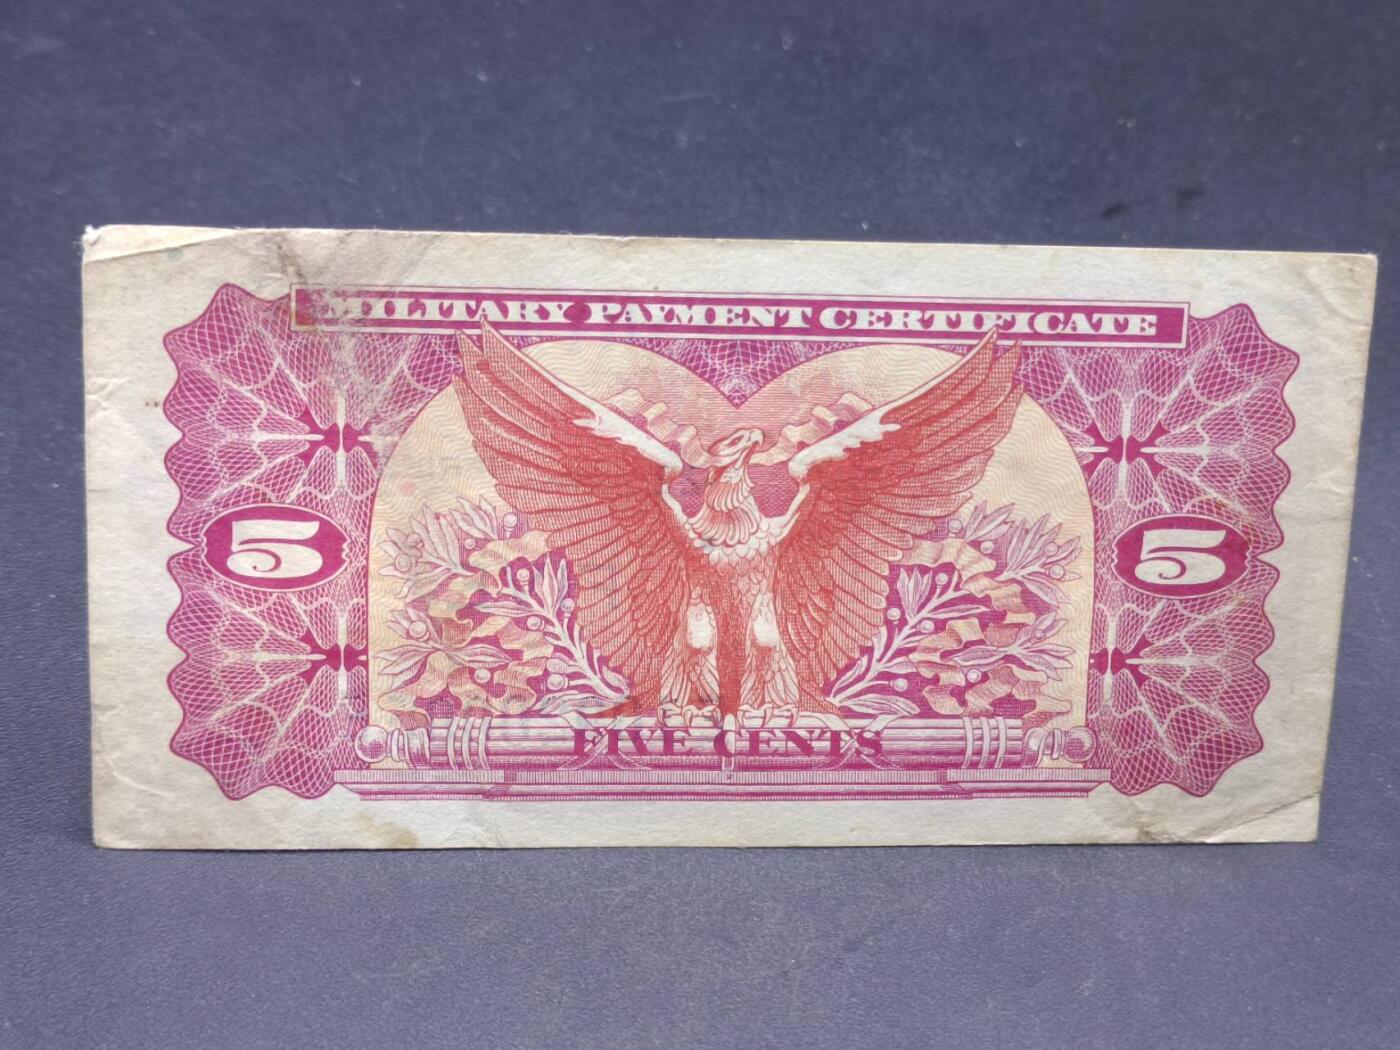 MILITARY PAYMENT CERTIFICATE
5 5
FIVE CENTS